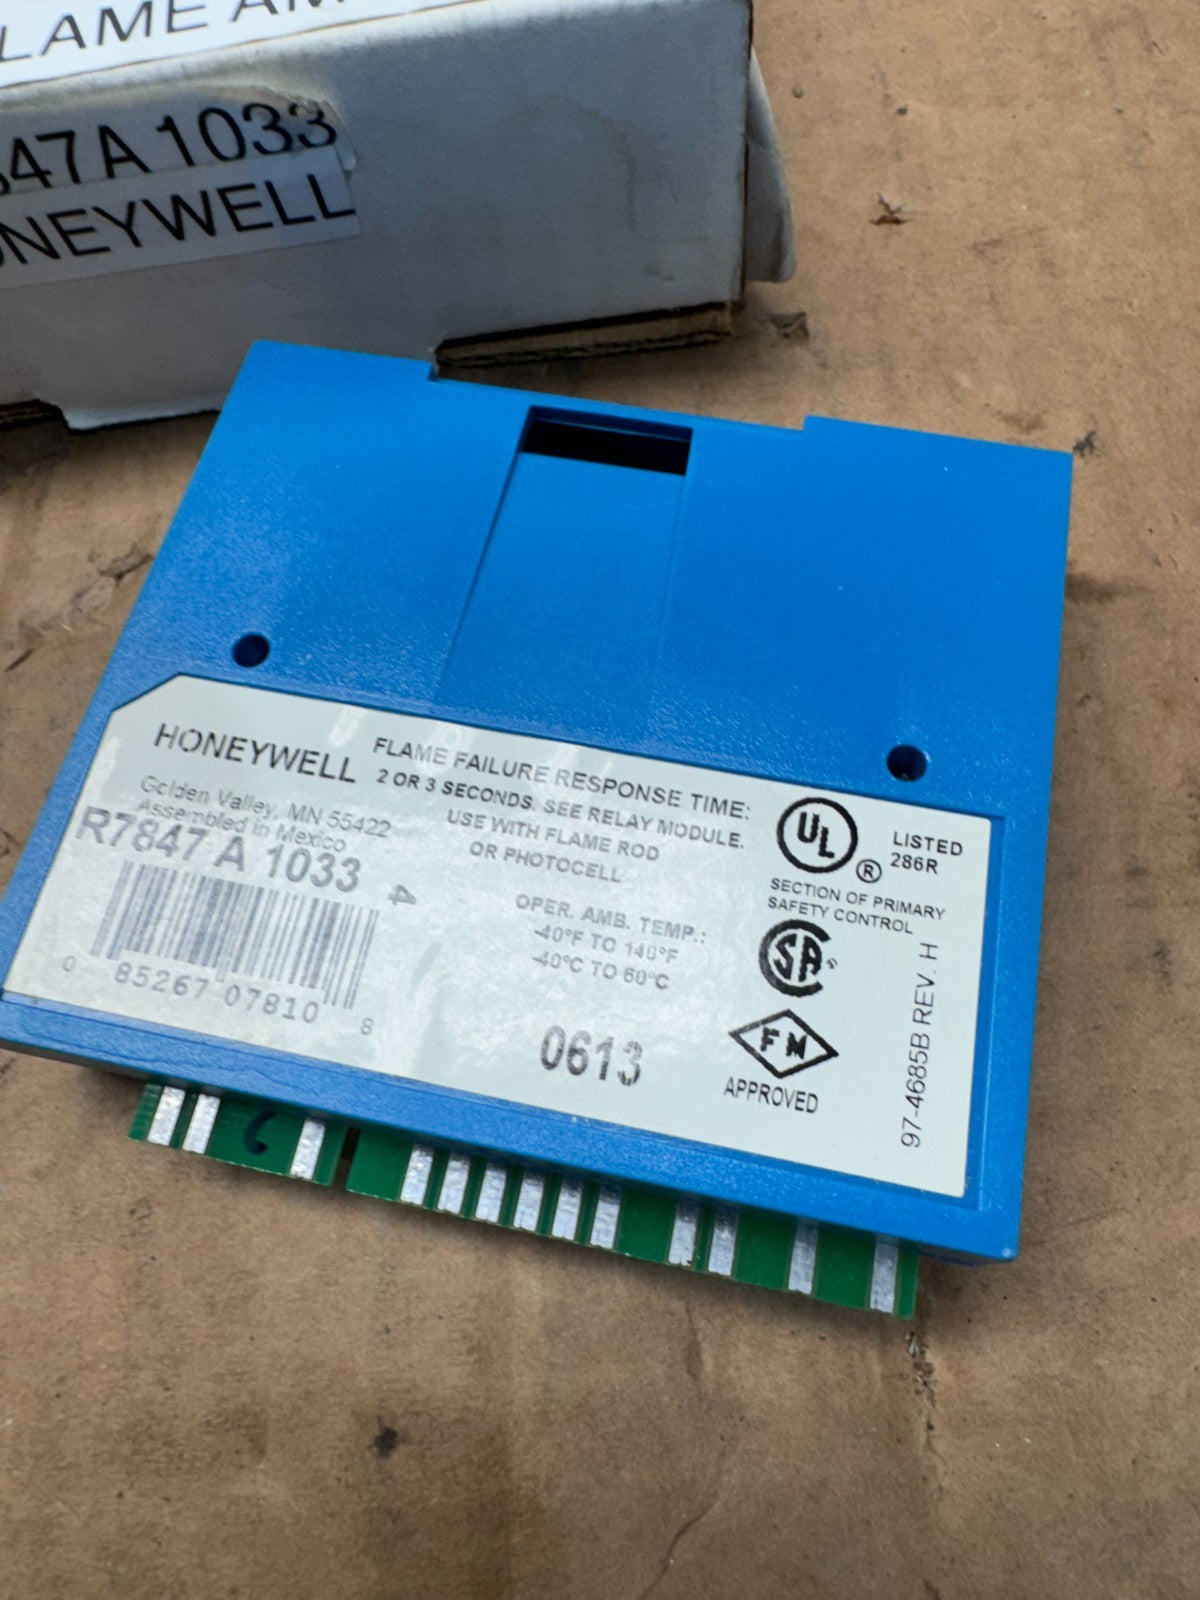 LAME AM
47A 1033
ONEYWELL
HONEYWELL
Golden Valley, MN 55422
Assembled in Mexico
R7847 A 1033 4
0 85267 07810 8
FLAME FAILURE RESPONSE TIME:
2 OR 3 SECONDS. SEE RELAY MODULE.
USE WITH FLAME ROD
OR PHOTOCELL
OPER. AMB. TEMP.:
-40°F TO 140°F
-40°C TO 60°C
0613
UL ®
LISTED
286R
SECTION OF PRIMARY
SAFETY CONTROL
SA
FM
APPROVED
97-4685B REV. H